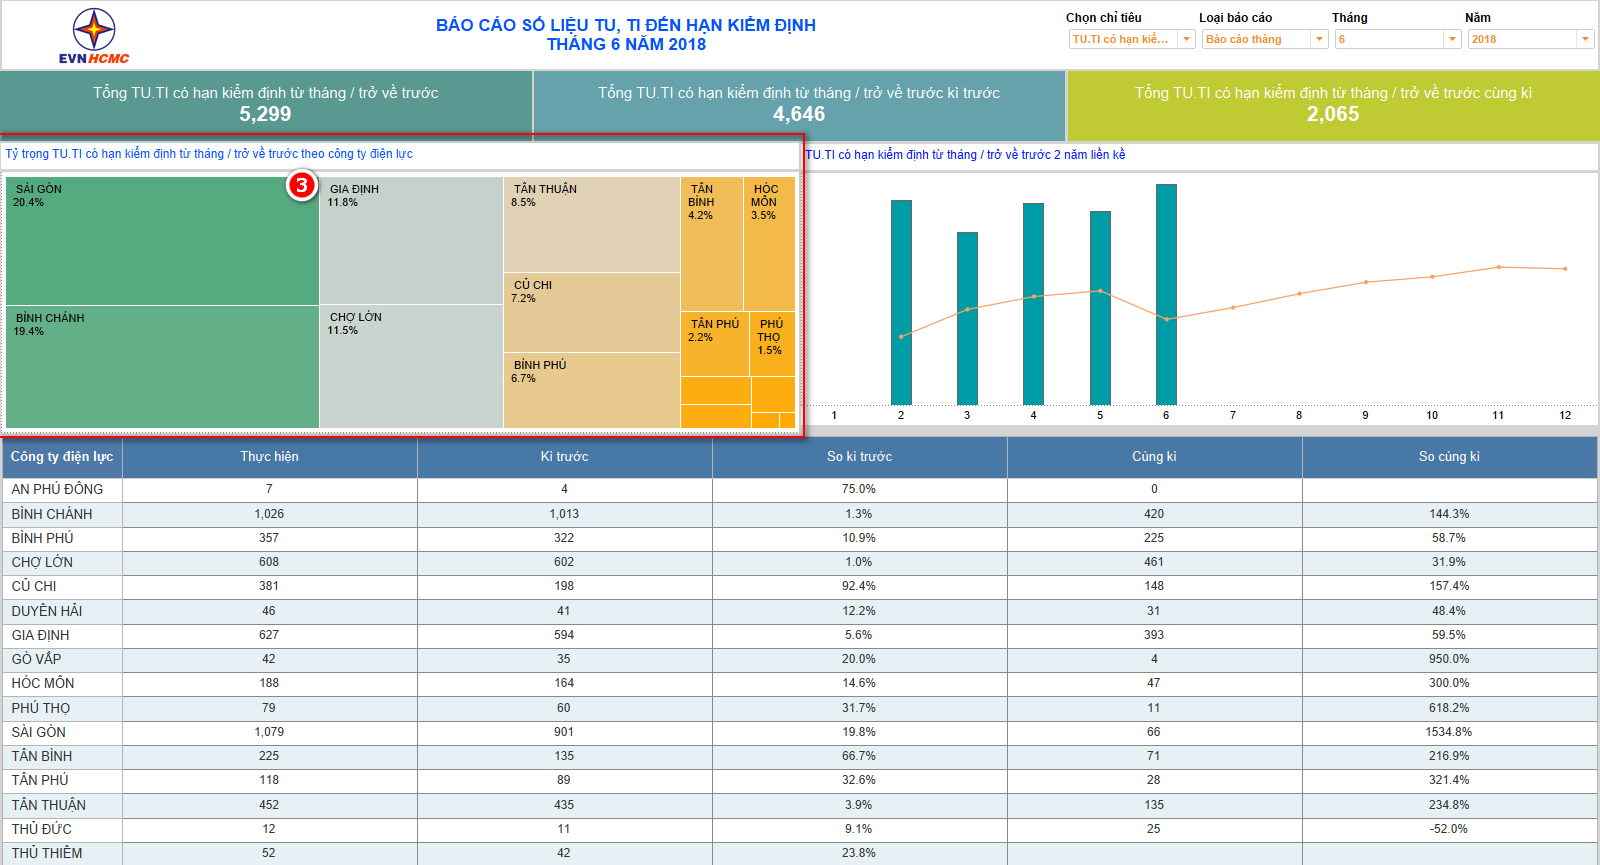 EVNHCMC
BÁO CÁO SỐ LIỆU TU, TI ĐẾN HẠN KIỂM ĐỊNH
THÁNG 6 NĂM 2018
Chọn chỉ tiêu Loại báo cáo Tháng Năm
TU.TI có hạn kiể... Báo cáo tháng 6 2018
Tổng TU.TI có hạn kiểm định từ tháng / trở về trước
5,299
Tổng TU.TI có hạn kiểm định từ tháng / trở về trước kì trước
4,646
Tổng TU.TI có hạn kiểm định từ tháng / trở về trước cùng kì
2,065
Tỷ trọng TU.TI có hạn kiểm định từ tháng / trở về trước theo công ty điện lực
3
SÀI GÒN
20.4%
BÌNH CHÁNH
19.4%
GIA ĐỊNH
11.8%
CHỢ LỚN
11.5%
TÂN THUẬN
8.5%
CỦ CHI
7.2%
BÌNH PHÚ
6.7%
TÂN
BÌNH
4.2%
HÓC
MÔN
3.5%
TÂN PHÚ
2.2%
PHÚ
THỌ
1.5%
TU.TI có hạn kiểm định từ tháng / trở về trước 2 năm liền kề
1 2 3 4 5 6 7 8 9 10 11 12
Công ty điện lực Thực hiện Kì trước So kì trước Cùng kì So cùng kì
AN PHÚ ĐÔNG 7 4 75.0% 0
BÌNH CHÁNH 1,026 1,013 1.3% 420 144.3%
BÌNH PHÚ 357 322 10.9% 225 58.7%
CHỢ LỚN 608 602 1.0% 461 31.9%
CỦ CHI 381 198 92.4% 148 157.4%
DUYÊN HẢI 46 41 12.2% 31 48.4%
GIA ĐỊNH 627 594 5.6% 393 59.5%
GÒ VẤP 42 35 20.0% 4 950.0%
HÓC MÔN 188 164 14.6% 47 300.0%
PHÚ THỌ 79 60 31.7% 11 618.2%
SÀI GÒN 1,079 901 19.8% 66 1534.8%
TÂN BÌNH 225 135 66.7% 71 216.9%
TÂN PHÚ 118 89 32.6% 28 321.4%
TÂN THUẬN 452 435 3.9% 135 234.8%
THỦ ĐỨC 12 11 9.1% 25 -52.0%
THỦ THIÊM 52 42 23.8%